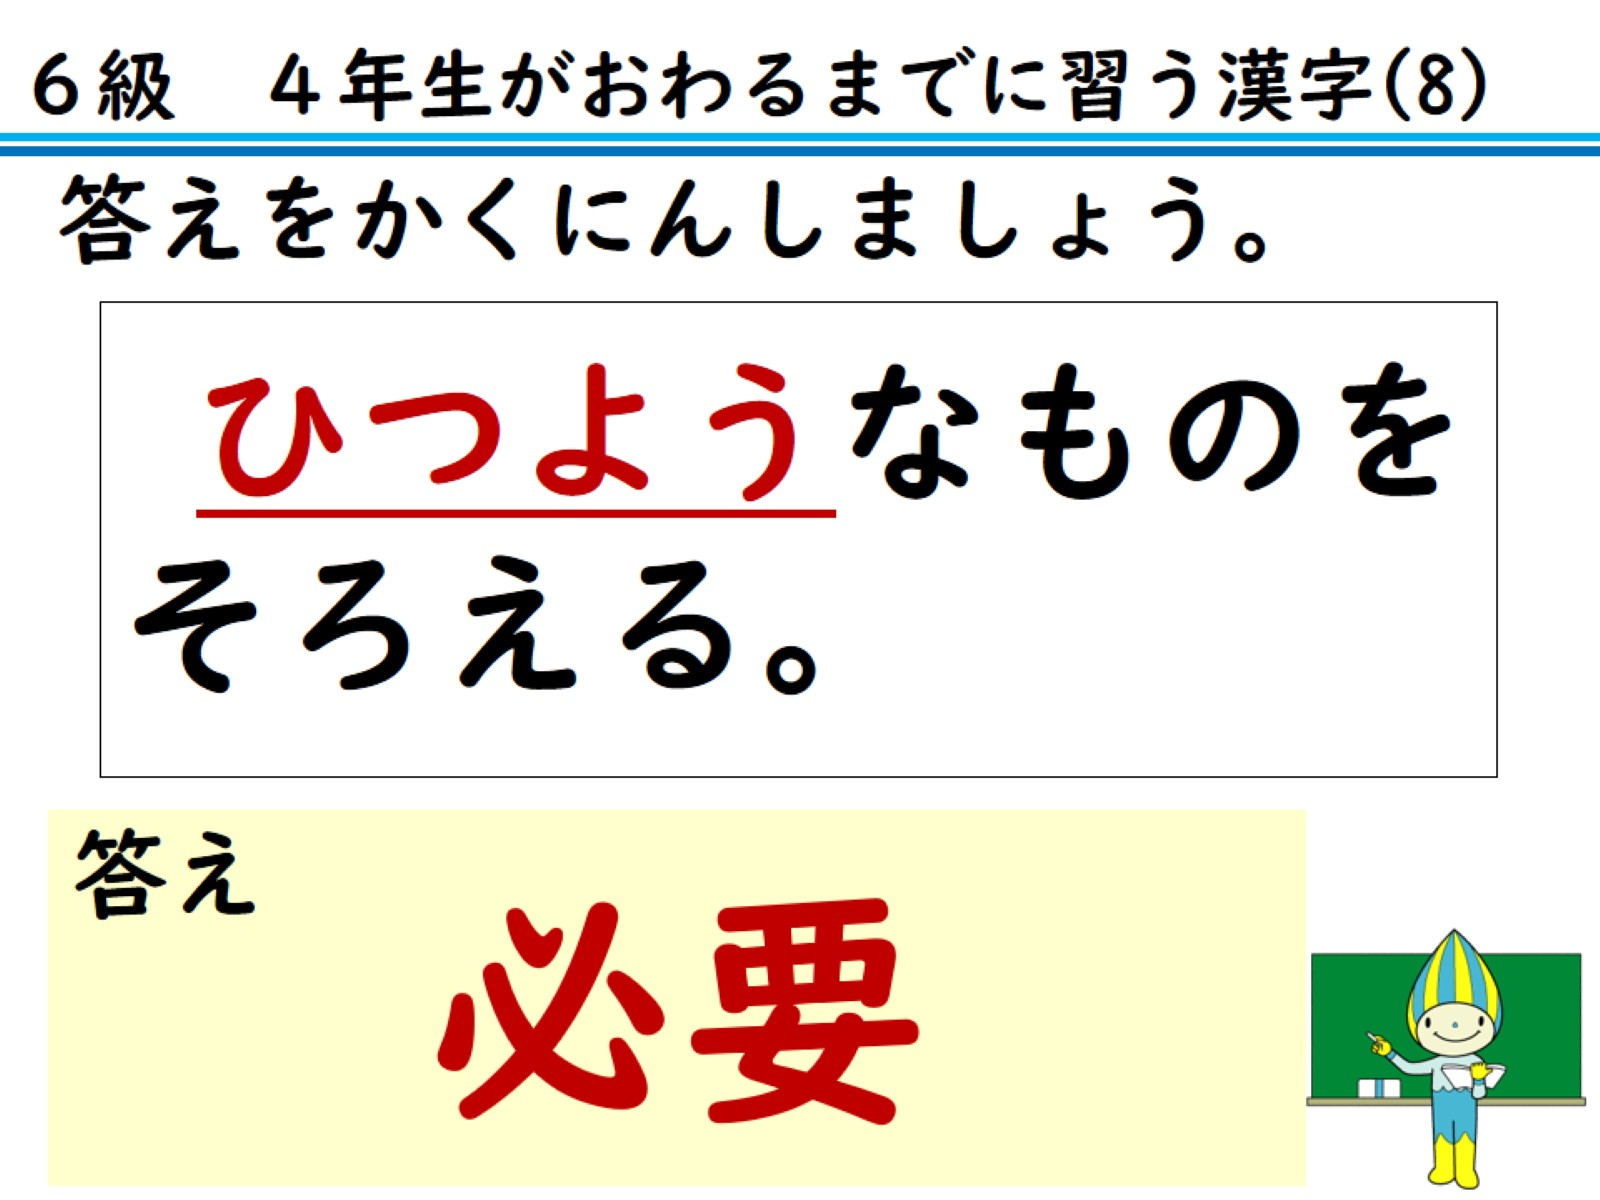 ６級　４年生がおわるまでに習う漢字(8)
答えをかくにんしましょう。
ひつようなものを
そろえる。
答え
必要